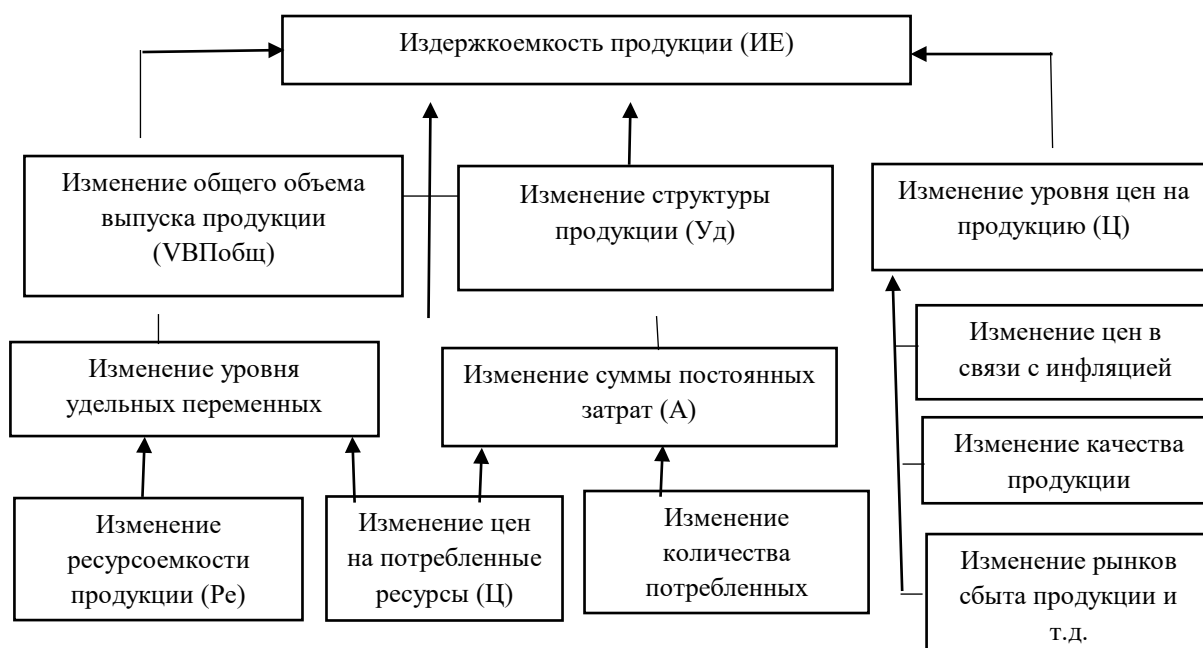 Издержкоемкость продукции (ИЕ)
Изменение общего объема
выпуска продукции
(VВПобщ)
Изменение структуры
продукции (Уд)
Изменение уровня цен на
продукцию (Ц)
Изменение уровня
удельных переменных
Изменение суммы постоянных
затрат (А)
Изменение цен в
связи с инфляцией
Изменение качества
продукции
Изменение рынков
сбыта продукции и
т.д.
Изменение
ресурсоемкости
продукции (Ре)
Изменение цен
на потребленные
ресурсы (Ц)
Изменение
количества
потребленных